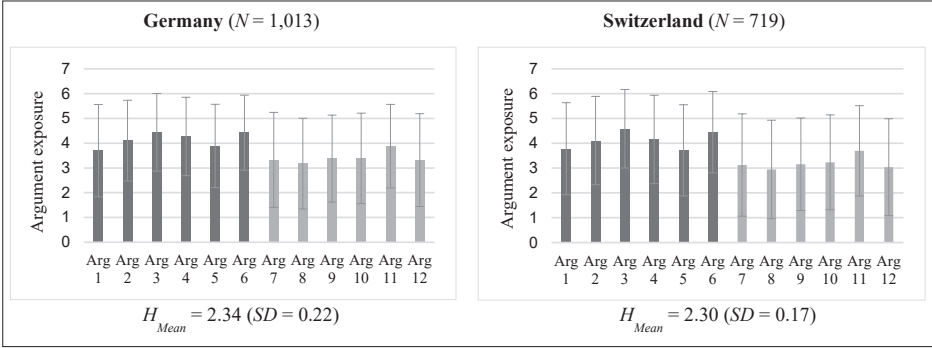 Germany (N = 1,013)
Argument exposure
7
6
5
4
3
2
1
0
Arg Arg Arg Arg Arg Arg Arg Arg Arg Arg Arg Arg
1 2 3 4 5 6 7 8 9 10 11 12
H_Mean = 2.34 (SD = 0.22)
Switzerland (N = 719)
Argument exposure
7
6
5
4
3
2
1
0
Arg Arg Arg Arg Arg Arg Arg Arg Arg Arg Arg Arg
1 2 3 4 5 6 7 8 9 10 11 12
H_Mean = 2.30 (SD = 0.17)